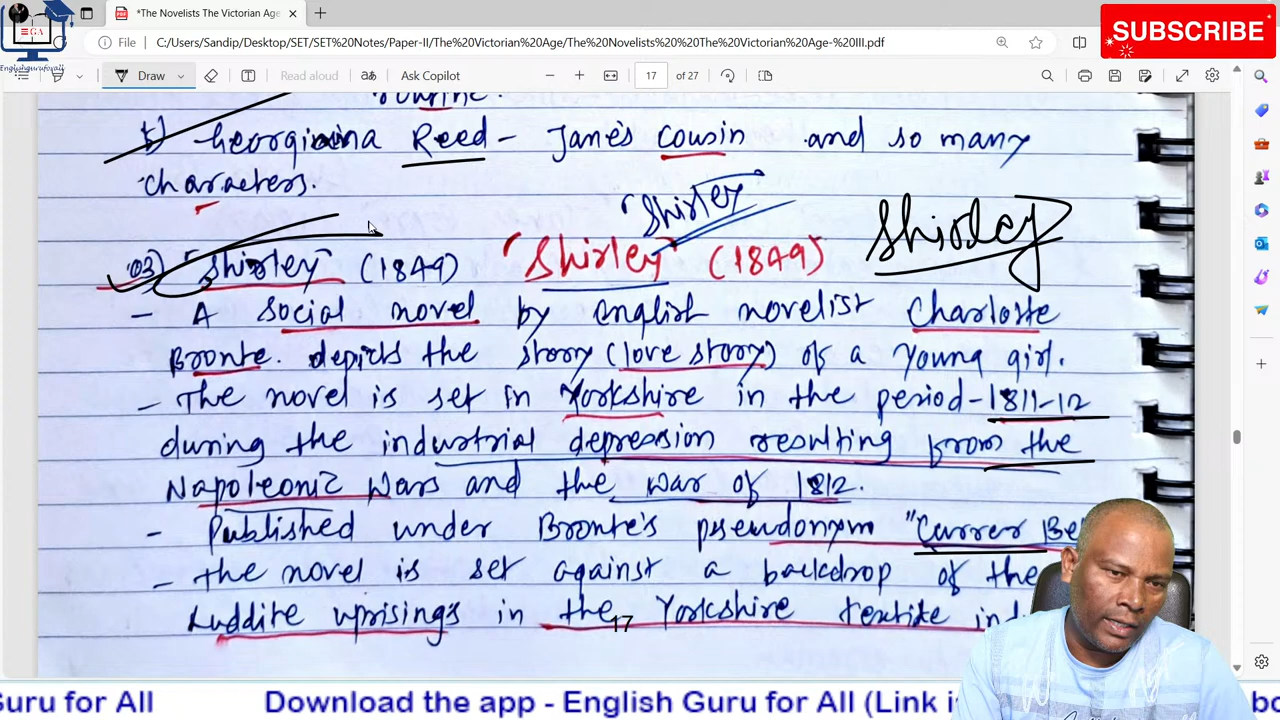 *The Novelists The Victorian Ag
EGA
Englishguruforall
SUBSCRIBE
File C:/Users/Sandip/Desktop/SET/SET%20Notes/Paper-II/The%20Victorian%20Age/The%20Novelists%20%20The%20Victorian%20Age-%20III.pdf
Draw Read aloud Ask Copilot 17 of 27
routine.
Georgiana Reed - Jane's cousin and so many
characters.
"Shirley
03) "Shirley" (1849) "Shirley" (1849) Shirley
- A social novel by english novelist Charlotte
Bronte. depicts the story (love story) of a young girl.
- The novel is set in Yorkshire in the period-1811-12
during the industrial depression resulting from the
Napoleonic Wars and the war of 1812.
- Published under Bronte's pseudonym "Currer Be
- the novel is set against a backdrop of the
Luddite uprisings in the Yorkshire textile ind
17
Guru for All Download the app - English Guru for All (Link i